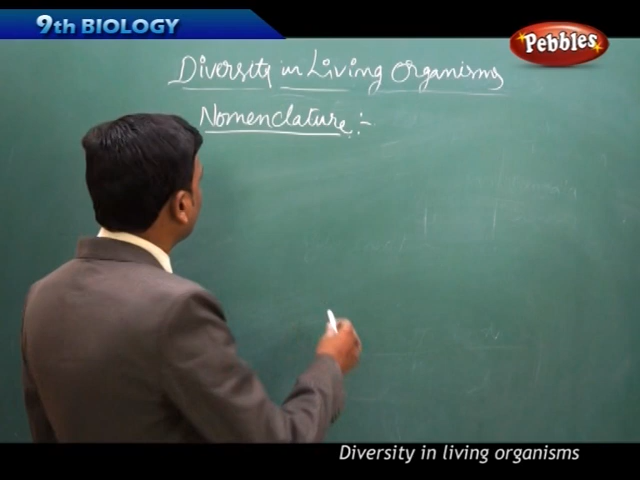 9th BIOLOGY
Pebbles
Diversity in Living Organisms
Nomenclature :-
Diversity in living organisms